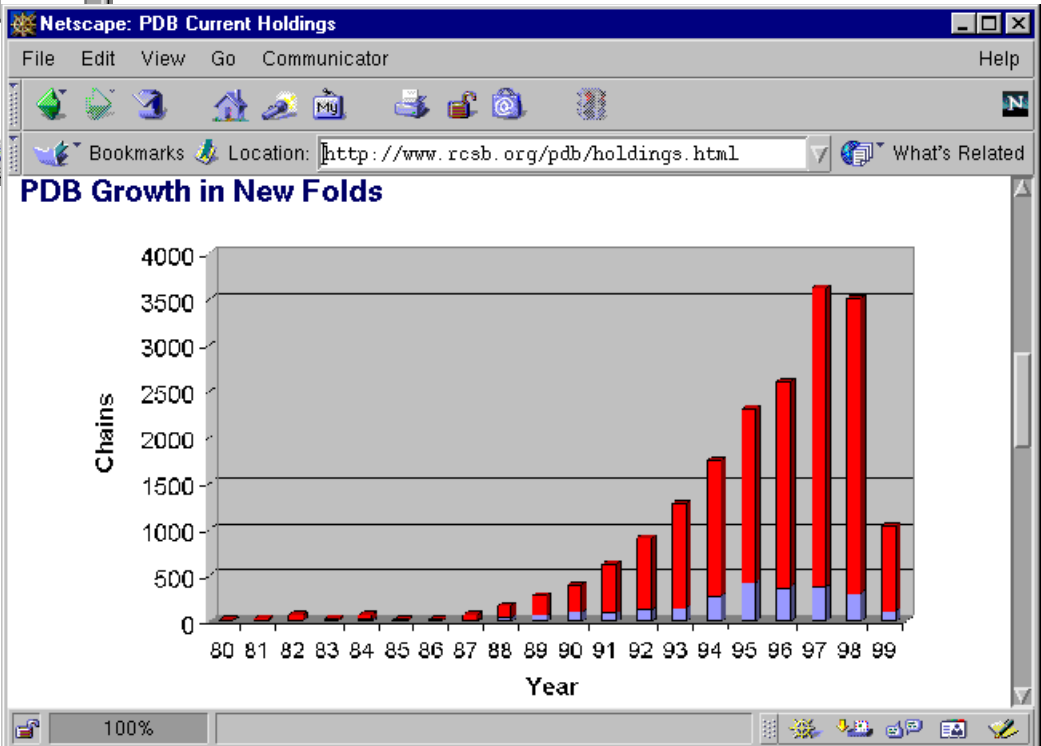 Netscape: PDB Current Holdings
File Edit View Go Communicator Help
My N
Bookmarks Location: http://www.rcsb.org/pdb/holdings.html What's Related
PDB Growth in New Folds
4000
3500
3000
2500
2000
1500
1000
500
0
Chains
80 81 82 83 84 85 86 87 88 89 90 91 92 93 94 95 96 97 98 99
Year
100%